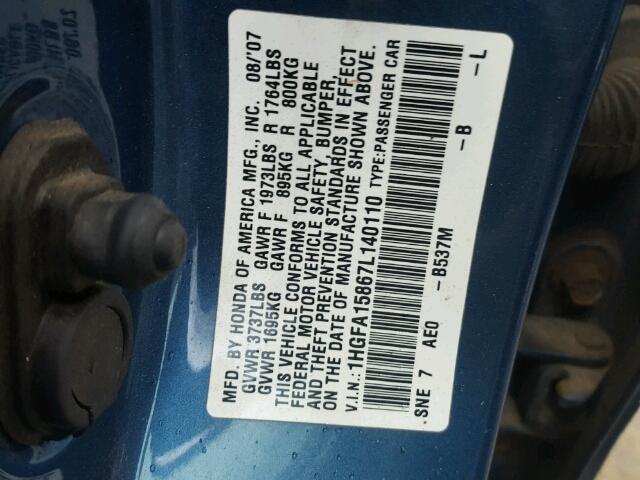 MFD. BY HONDA OF AMERICA MFG., INC. 08/'07
GVWR 3737LBS GAWR F 1973LBS R 1764LBS
GVWR 1695KG GAWR F 895KG R 800KG
THIS VEHICLE CONFORMS TO ALL APPLICABLE
FEDERAL MOTOR VEHICLE SAFETY, BUMPER,
AND THEFT PREVENTION STANDARDS IN EFFECT
ON THE DATE OF MANUFACTURE SHOWN ABOVE.
V.I.N.:1HGFA15867L140110 TYPE:PASSENGER CAR
SNE 7 AEO -B537M -B -L